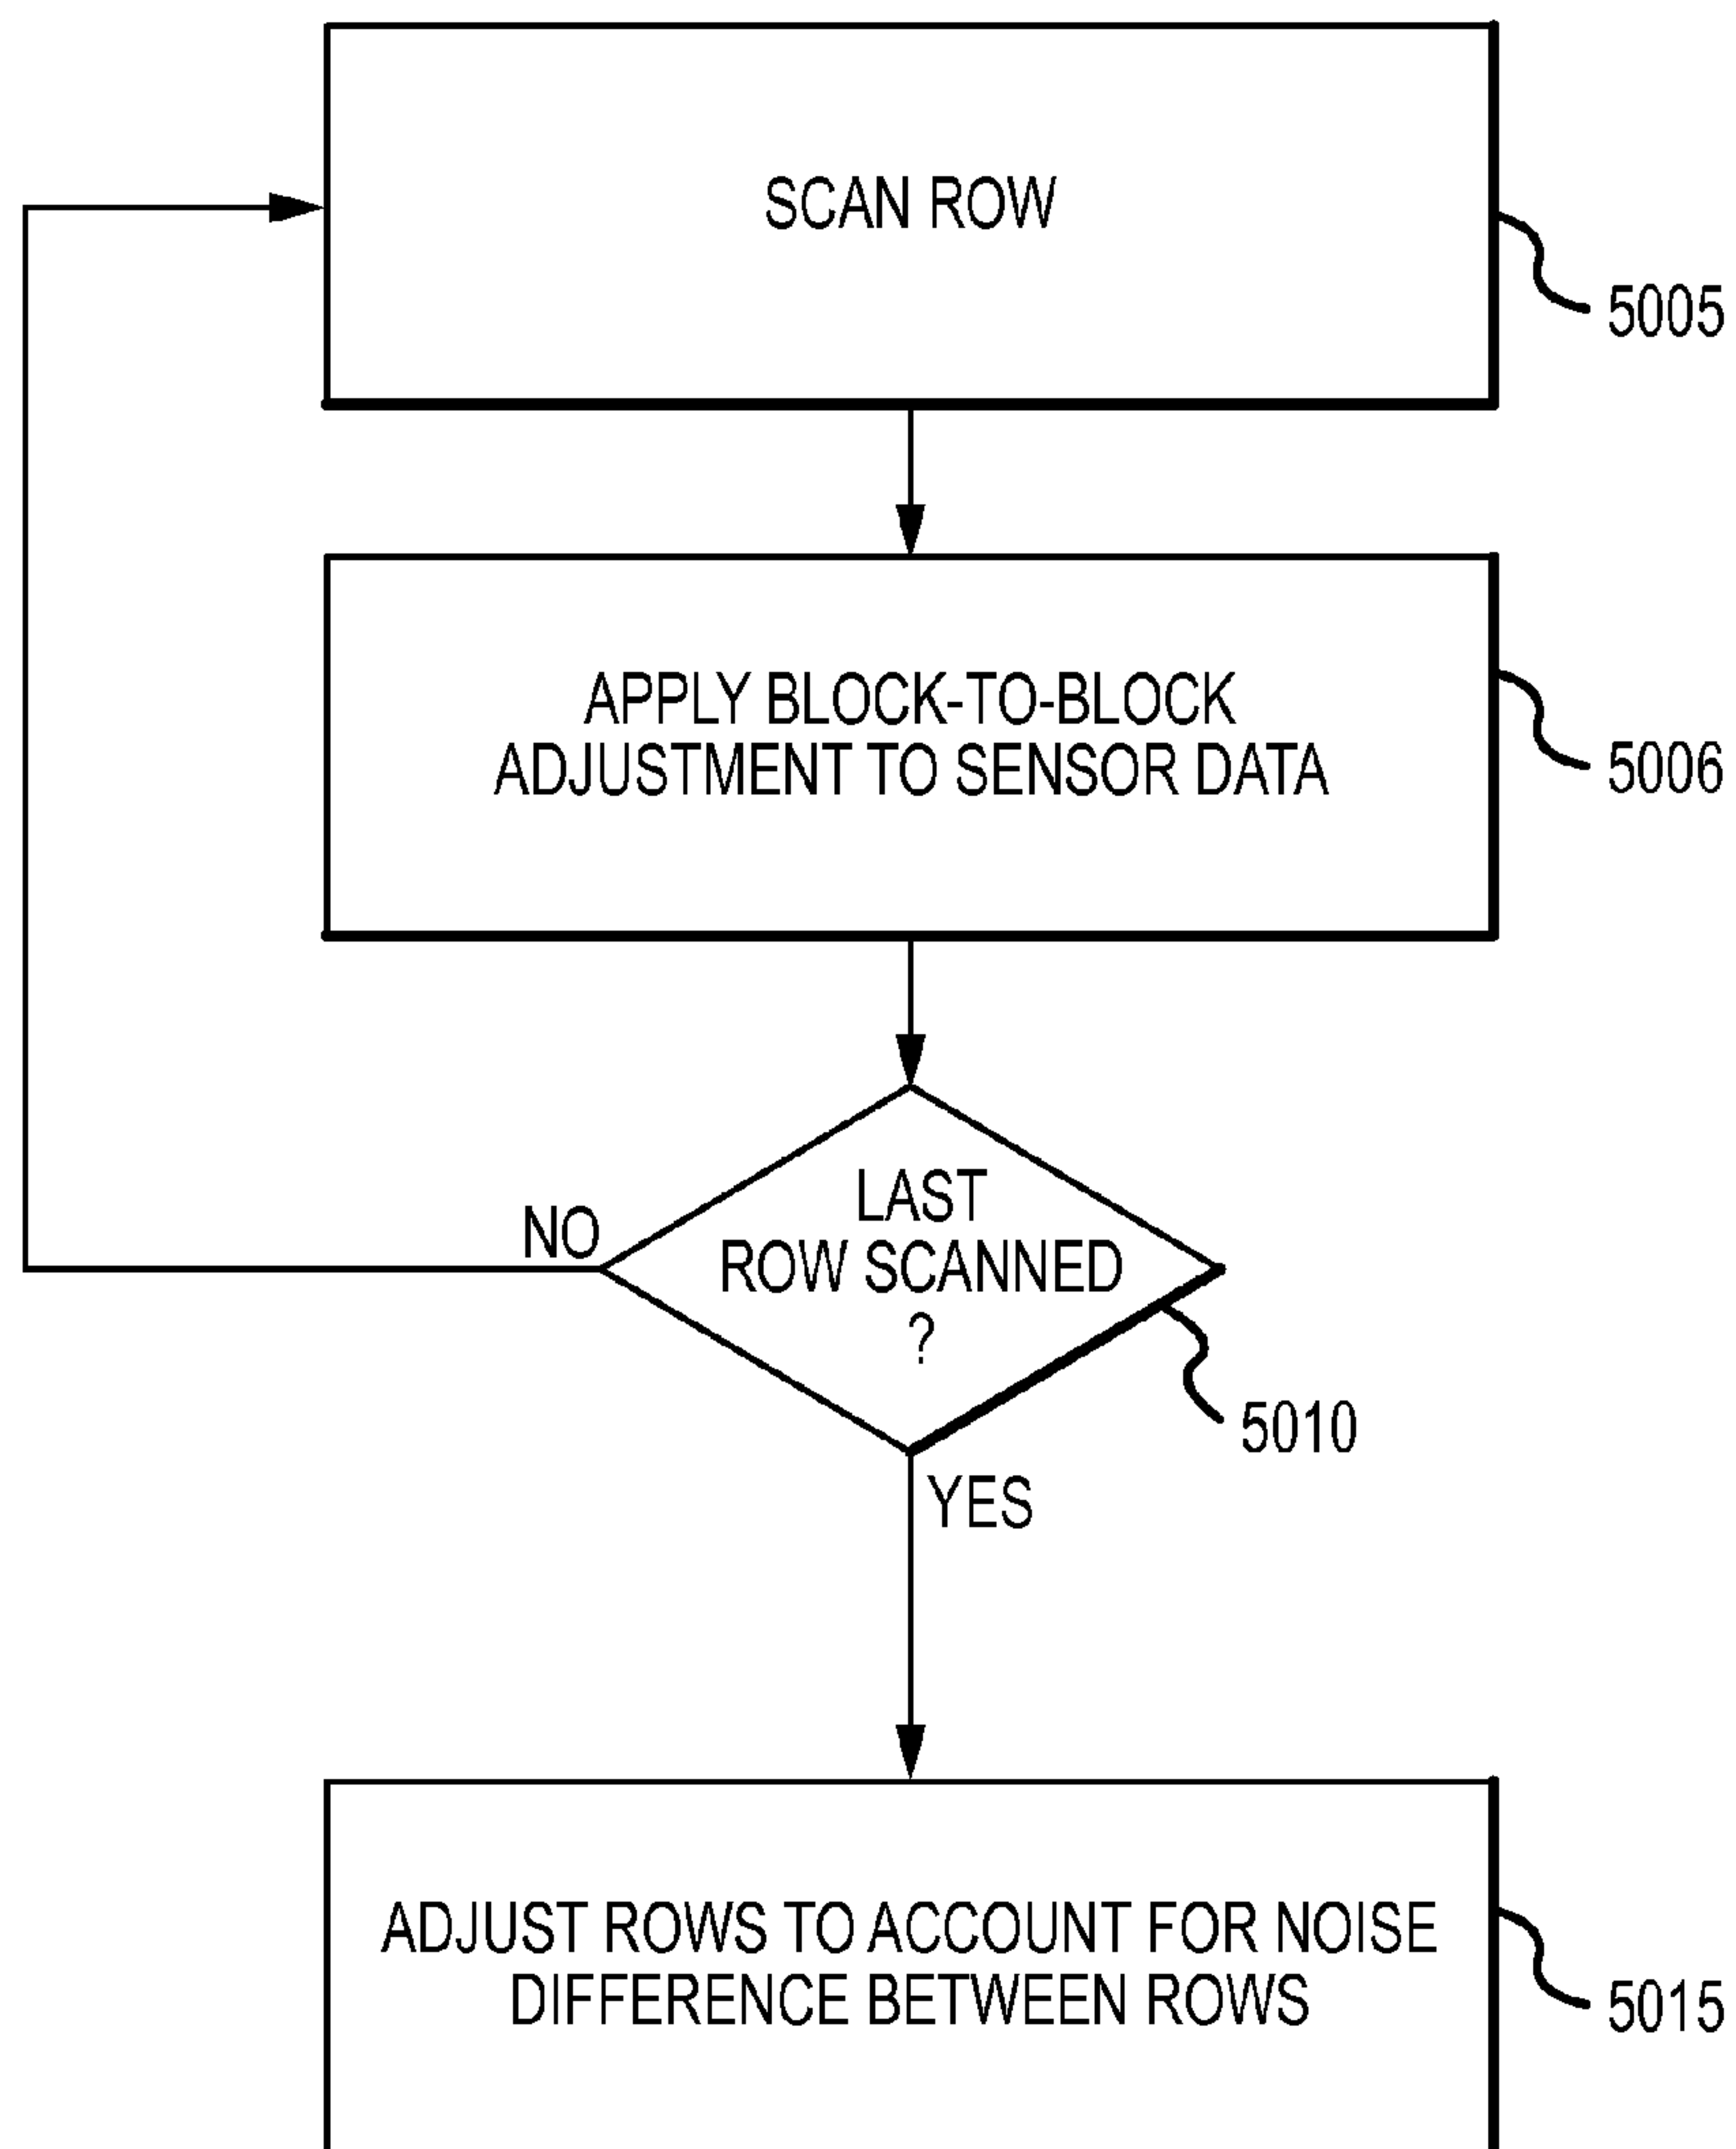 SCAN ROW
5005
APPLY BLOCK-TO-BLOCK
ADJUSTMENT TO SENSOR DATA
5006
LAST
ROW SCANNED
?
NO
5010
YES
ADJUST ROWS TO ACCOUNT FOR NOISE
DIFFERENCE BETWEEN ROWS
5015